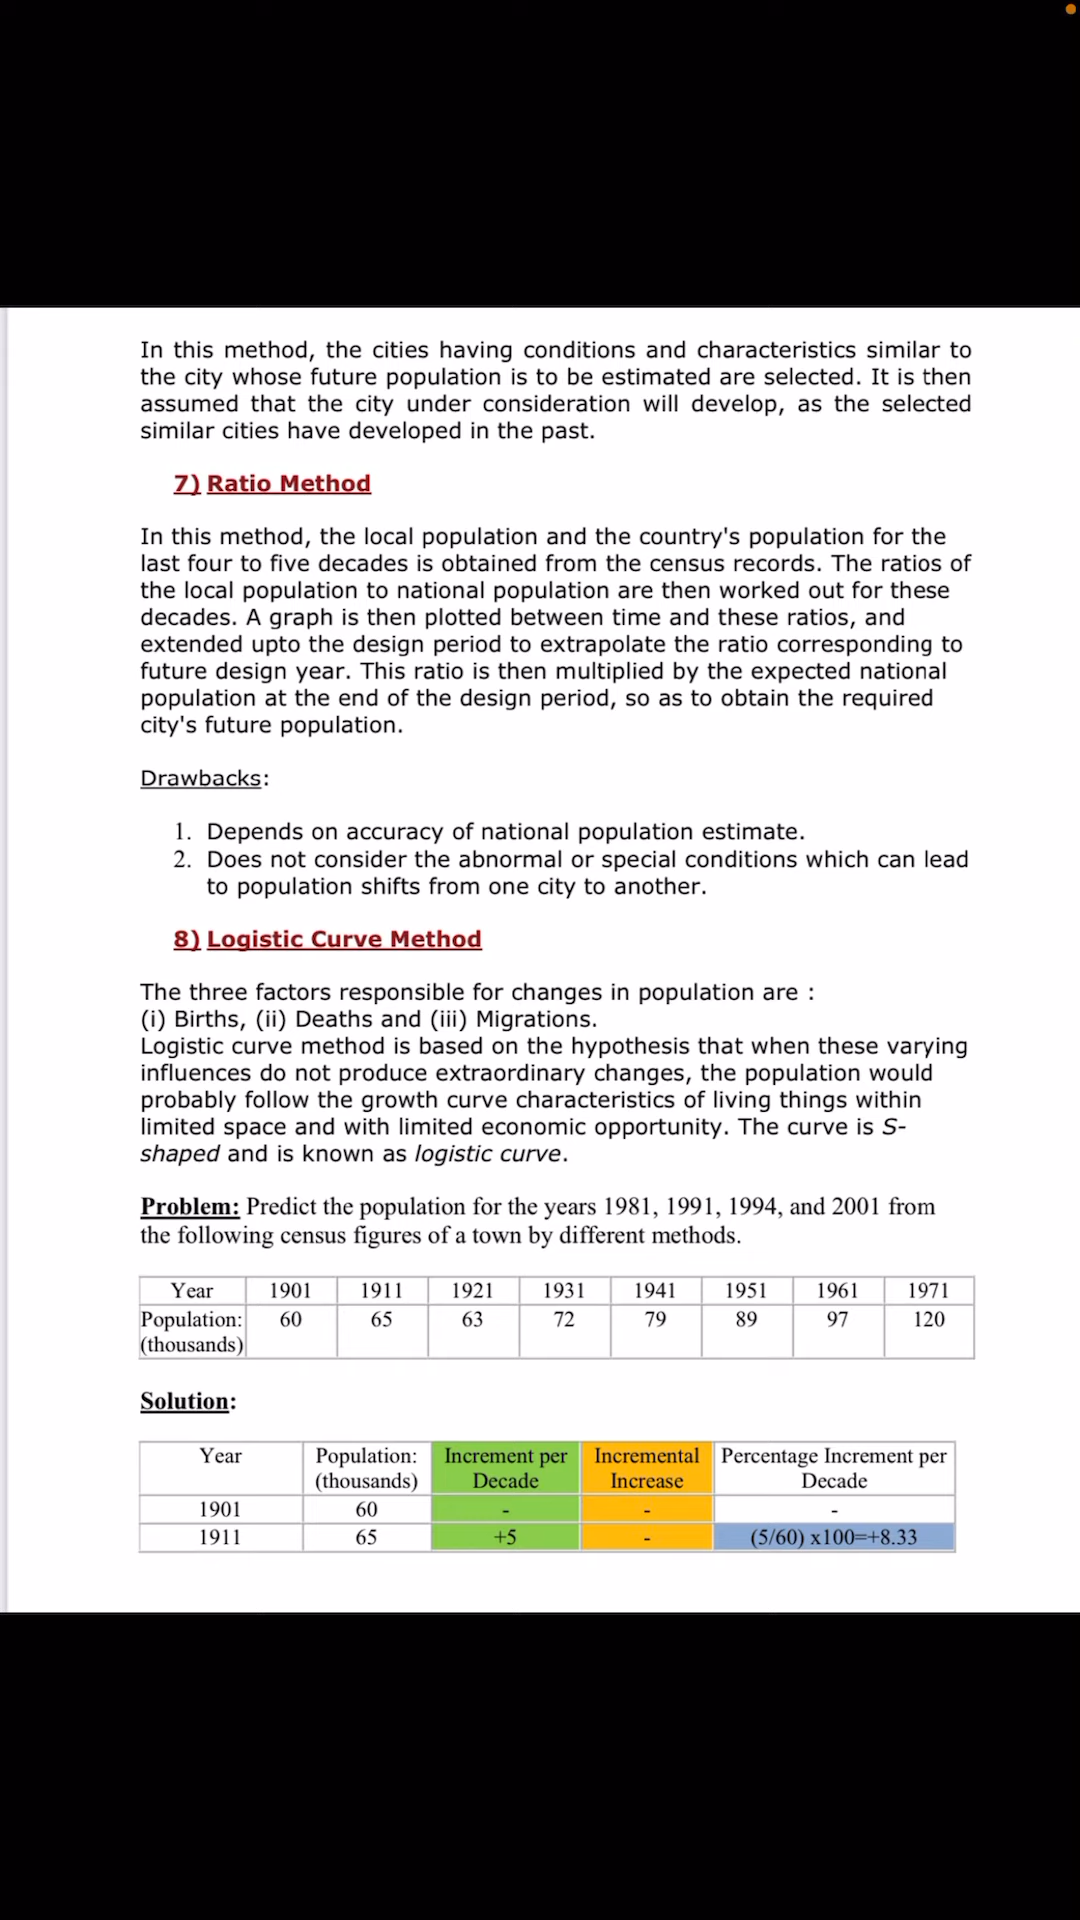 In this method, the cities having conditions and characteristics similar to
the city whose future population is to be estimated are selected. It is then
assumed that the city under consideration will develop, as the selected
similar cities have developed in the past.
7) Ratio Method
In this method, the local population and the country's population for the
last four to five decades is obtained from the census records. The ratios of
the local population to national population are then worked out for these
decades. A graph is then plotted between time and these ratios, and
extended upto the design period to extrapolate the ratio corresponding to
future design year. This ratio is then multiplied by the expected national
population at the end of the design period, so as to obtain the required
city's future population.
Drawbacks:
1. Depends on accuracy of national population estimate.
2. Does not consider the abnormal or special conditions which can lead
to population shifts from one city to another.
8) Logistic Curve Method
The three factors responsible for changes in population are :
(i) Births, (ii) Deaths and (iii) Migrations.
Logistic curve method is based on the hypothesis that when these varying
influences do not produce extraordinary changes, the population would
probably follow the growth curve characteristics of living things within
limited space and with limited economic opportunity. The curve is S-
shaped and is known as logistic curve.
Problem: Predict the population for the years 1981, 1991, 1994, and 2001 from
the following census figures of a town by different methods.
Year 1901 1911 1921 1931 1941 1951 1961 1971
Population: 60 65 63 72 79 89 97 120
(thousands)
Solution:
Year Population: Increment per Incremental Percentage Increment per
(thousands) Decade Increase Decade
1901 60 - - -
1911 65 +5 - (5/60) x100=+8.33